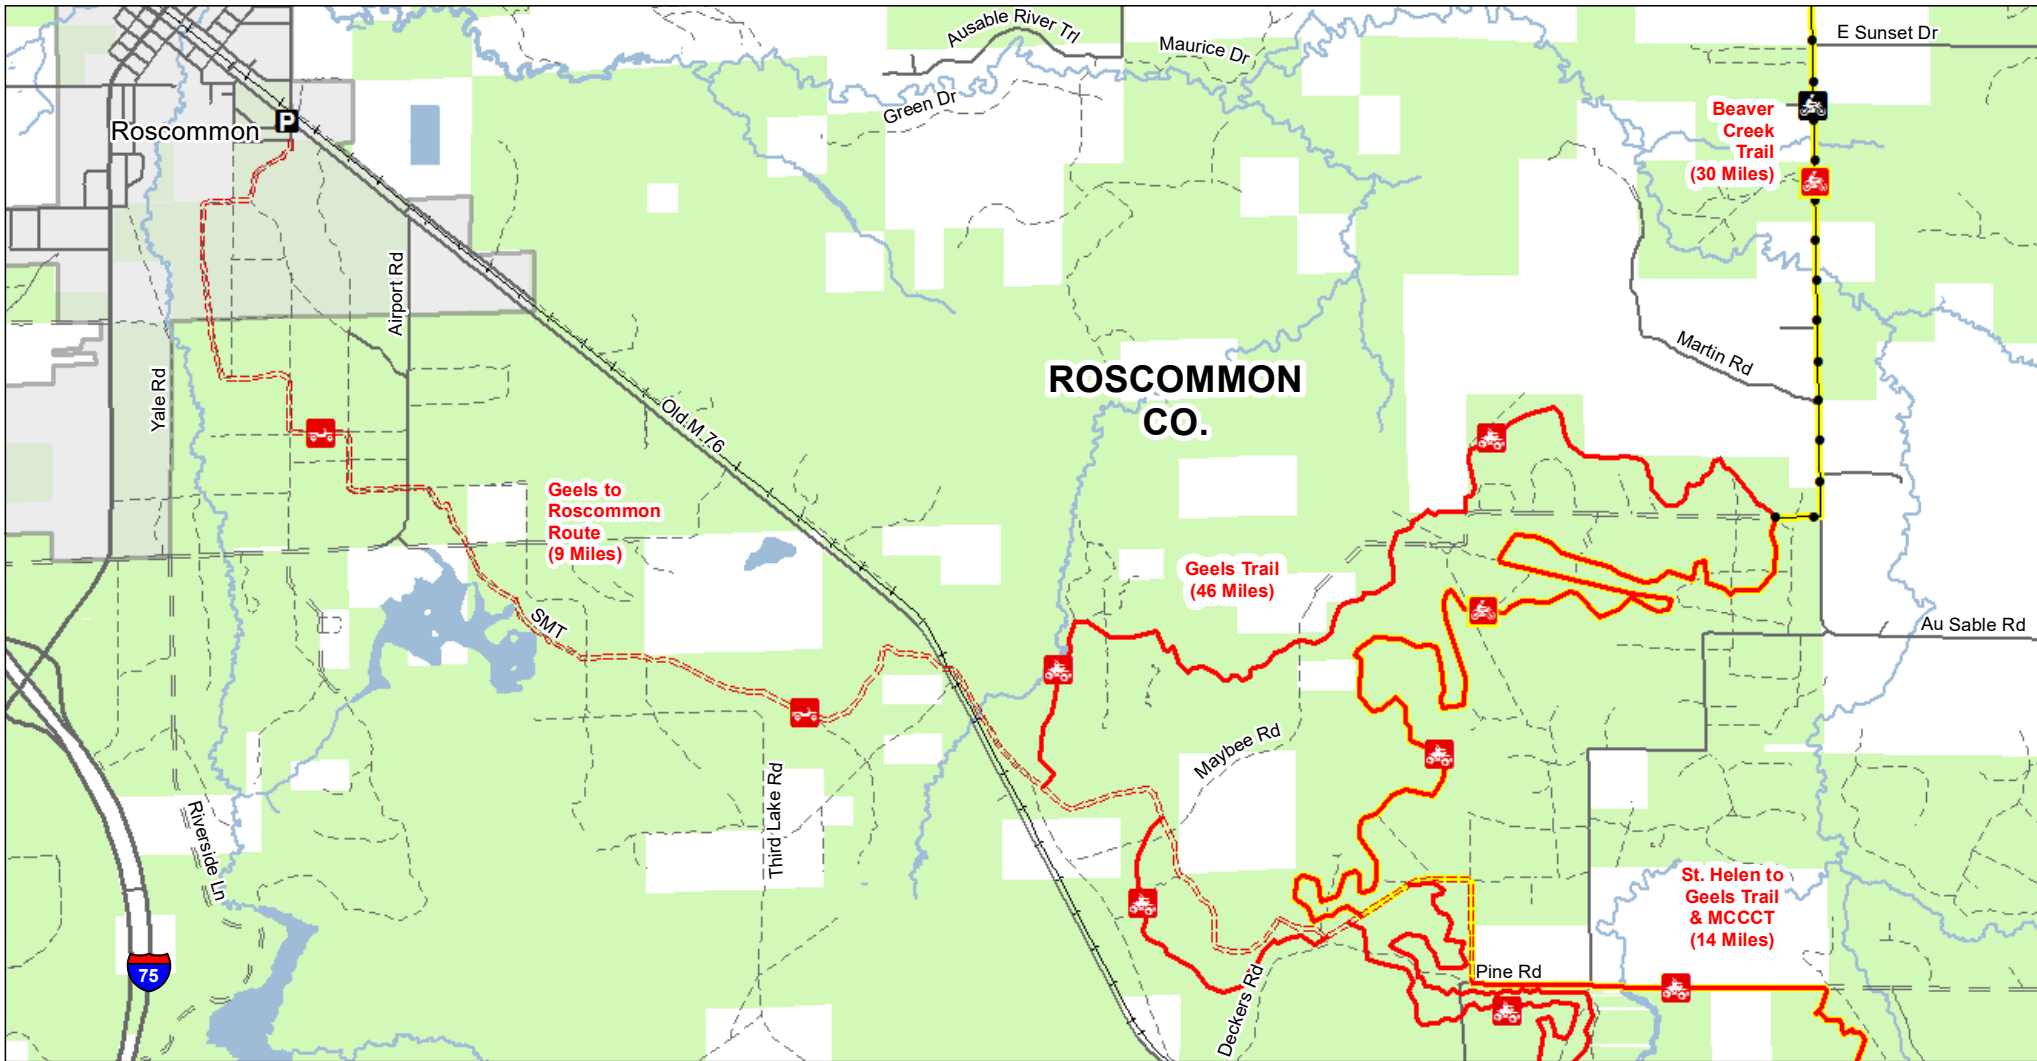 Ausable River Trl
Maurice Dr
E Sunset Dr
Green Dr
Roscommon
P
Beaver
Creek
Trail
(30 Miles)
Airport Rd
Yale Rd
Martin Rd
ROSCOMMON
CO.
Old M 76
Geels to
Roscommon
Route
(9 Miles)
Geels Trail
(46 Miles)
SMT
Au Sable Rd
Maybee Rd
Third Lake Rd
Riverside Ln
St. Helen to
Geels Trail
& MCCCT
(14 Miles)
75
Deckers Rd
Pine Rd